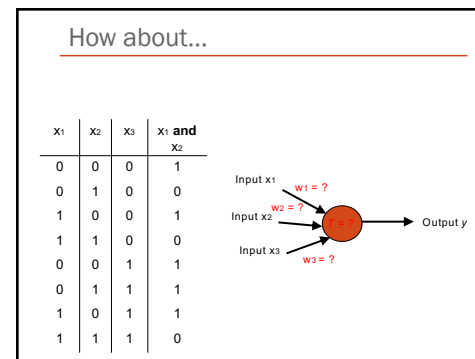 How about...
x1 x2 x3 x1 and x2
0 0 0 1
0 1 0 0
1 0 0 1
1 1 0 0
0 0 1 1
0 1 1 1
1 0 1 1
1 1 1 0
Input x1
w1 = ?
Input x2
w2 = ?
T = ?
Output y
Input x3
w3 = ?